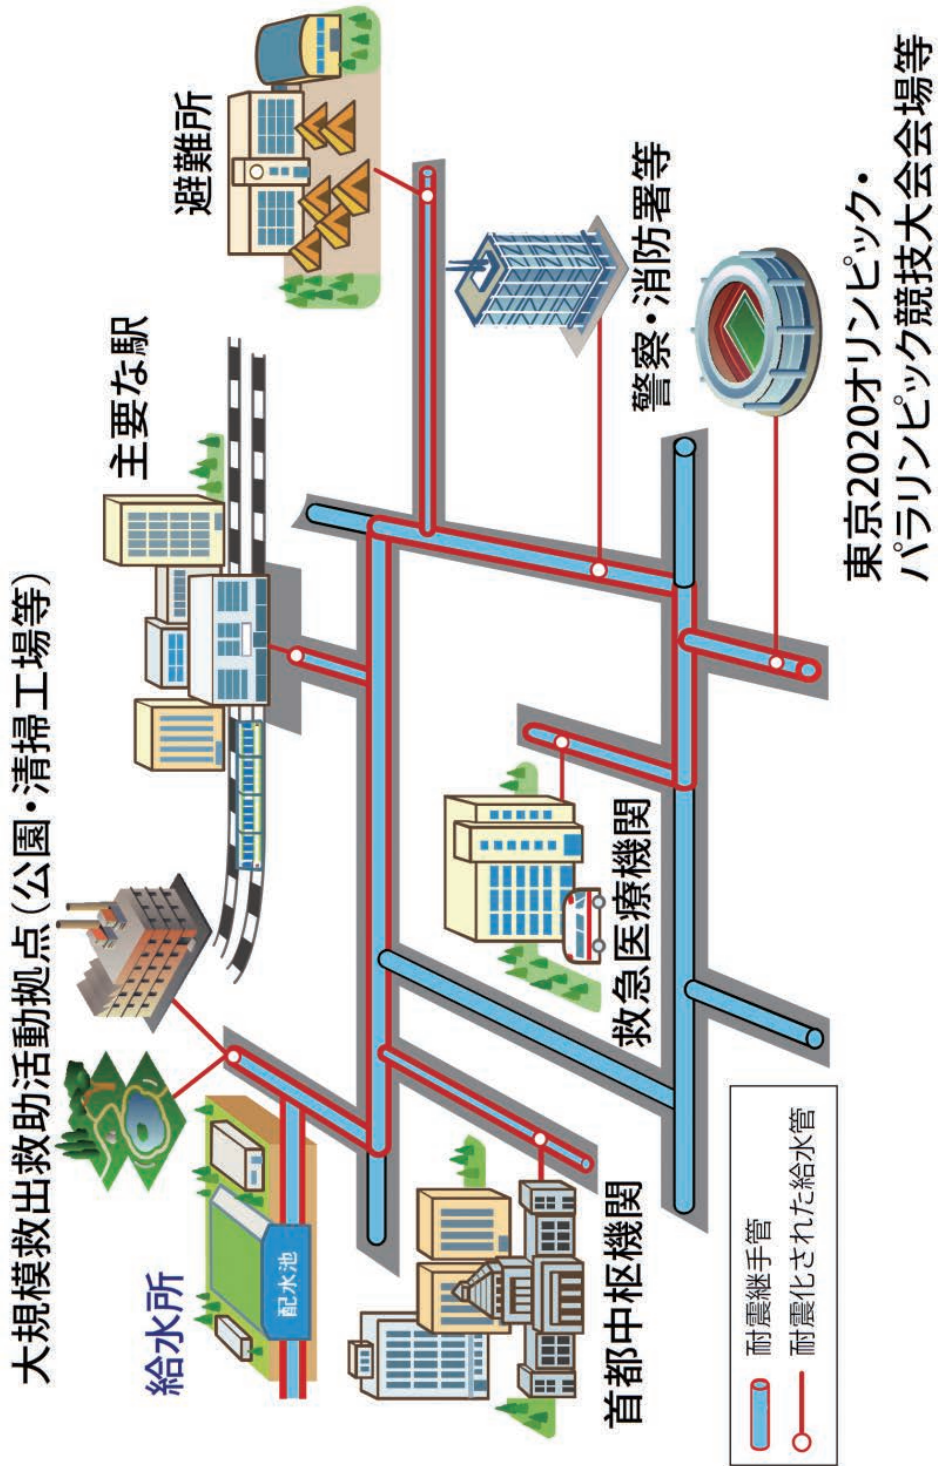 大規模救出救助活動拠点(公園・清掃工場等)
主要な駅
避難所
給水所
配水池
首都中枢機関
救急医療機関
警察・消防署等
東京2020オリンピック・
パラリンピック競技大会会場等
耐震継手管
耐震化された給水管